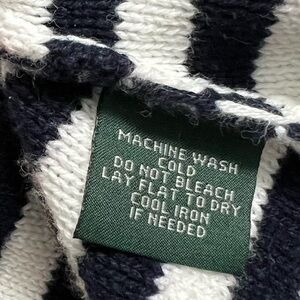 MACHINE WASH
COLD
DO NOT BLEACH
LAY FLAT TO DRY
COOL IRON
IF NEEDED